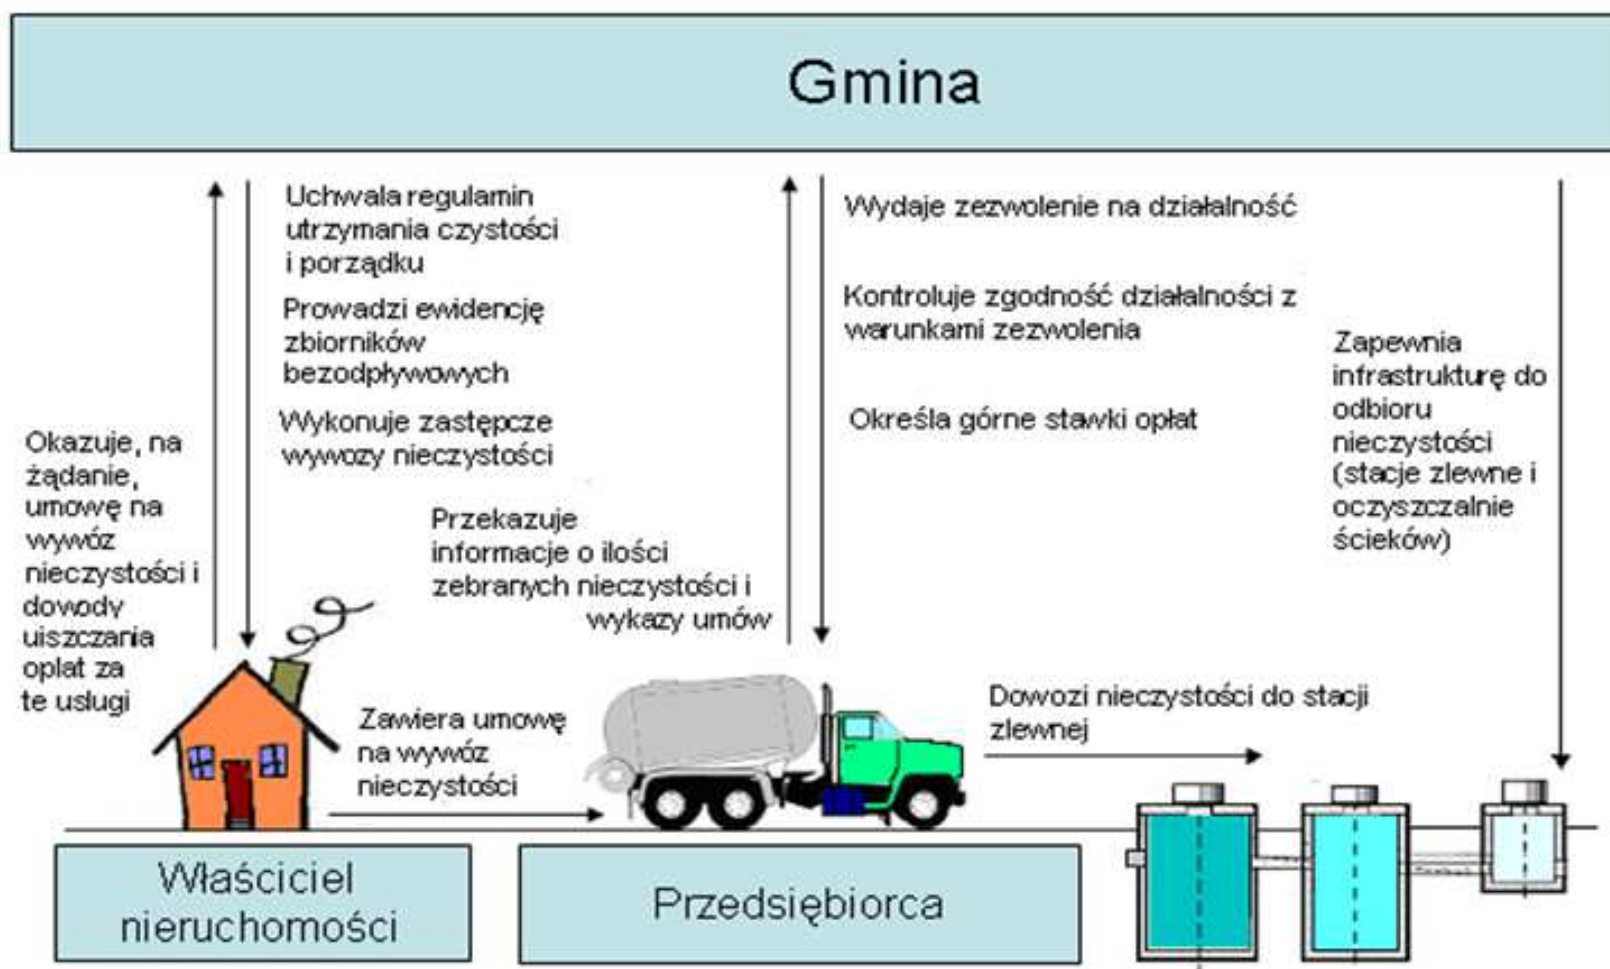 Gmina
Uchwala regulamin
utrzymania czystości
i porządku
Prowadzi ewidencję
zbiorników
bezodpływowych
Wykonuje zastępcze
wywozy nieczystości
Okazuje, na
żądanie,
umowę na
wywóz
nieczystości i
dowody
uiszczania
opłat za
te usługi
Przekazuje
informacje o ilości
zebranych nieczystości i
wykazy umów
Wydaje zezwolenie na działalność
Kontroluje zgodność działalności z
warunkami zezwolenia
Określa górne stawki opłat
Zapewnia
infrastrukturę do
odbioru
nieczystości
(stacje zlewne i
oczyszczalnie
ścieków)
Zawiera umowę
na wywóz
nieczystości
Dowozi nieczystości do stacji
zlewnej
Właściciel
nieruchomości
Przedsiębiorca